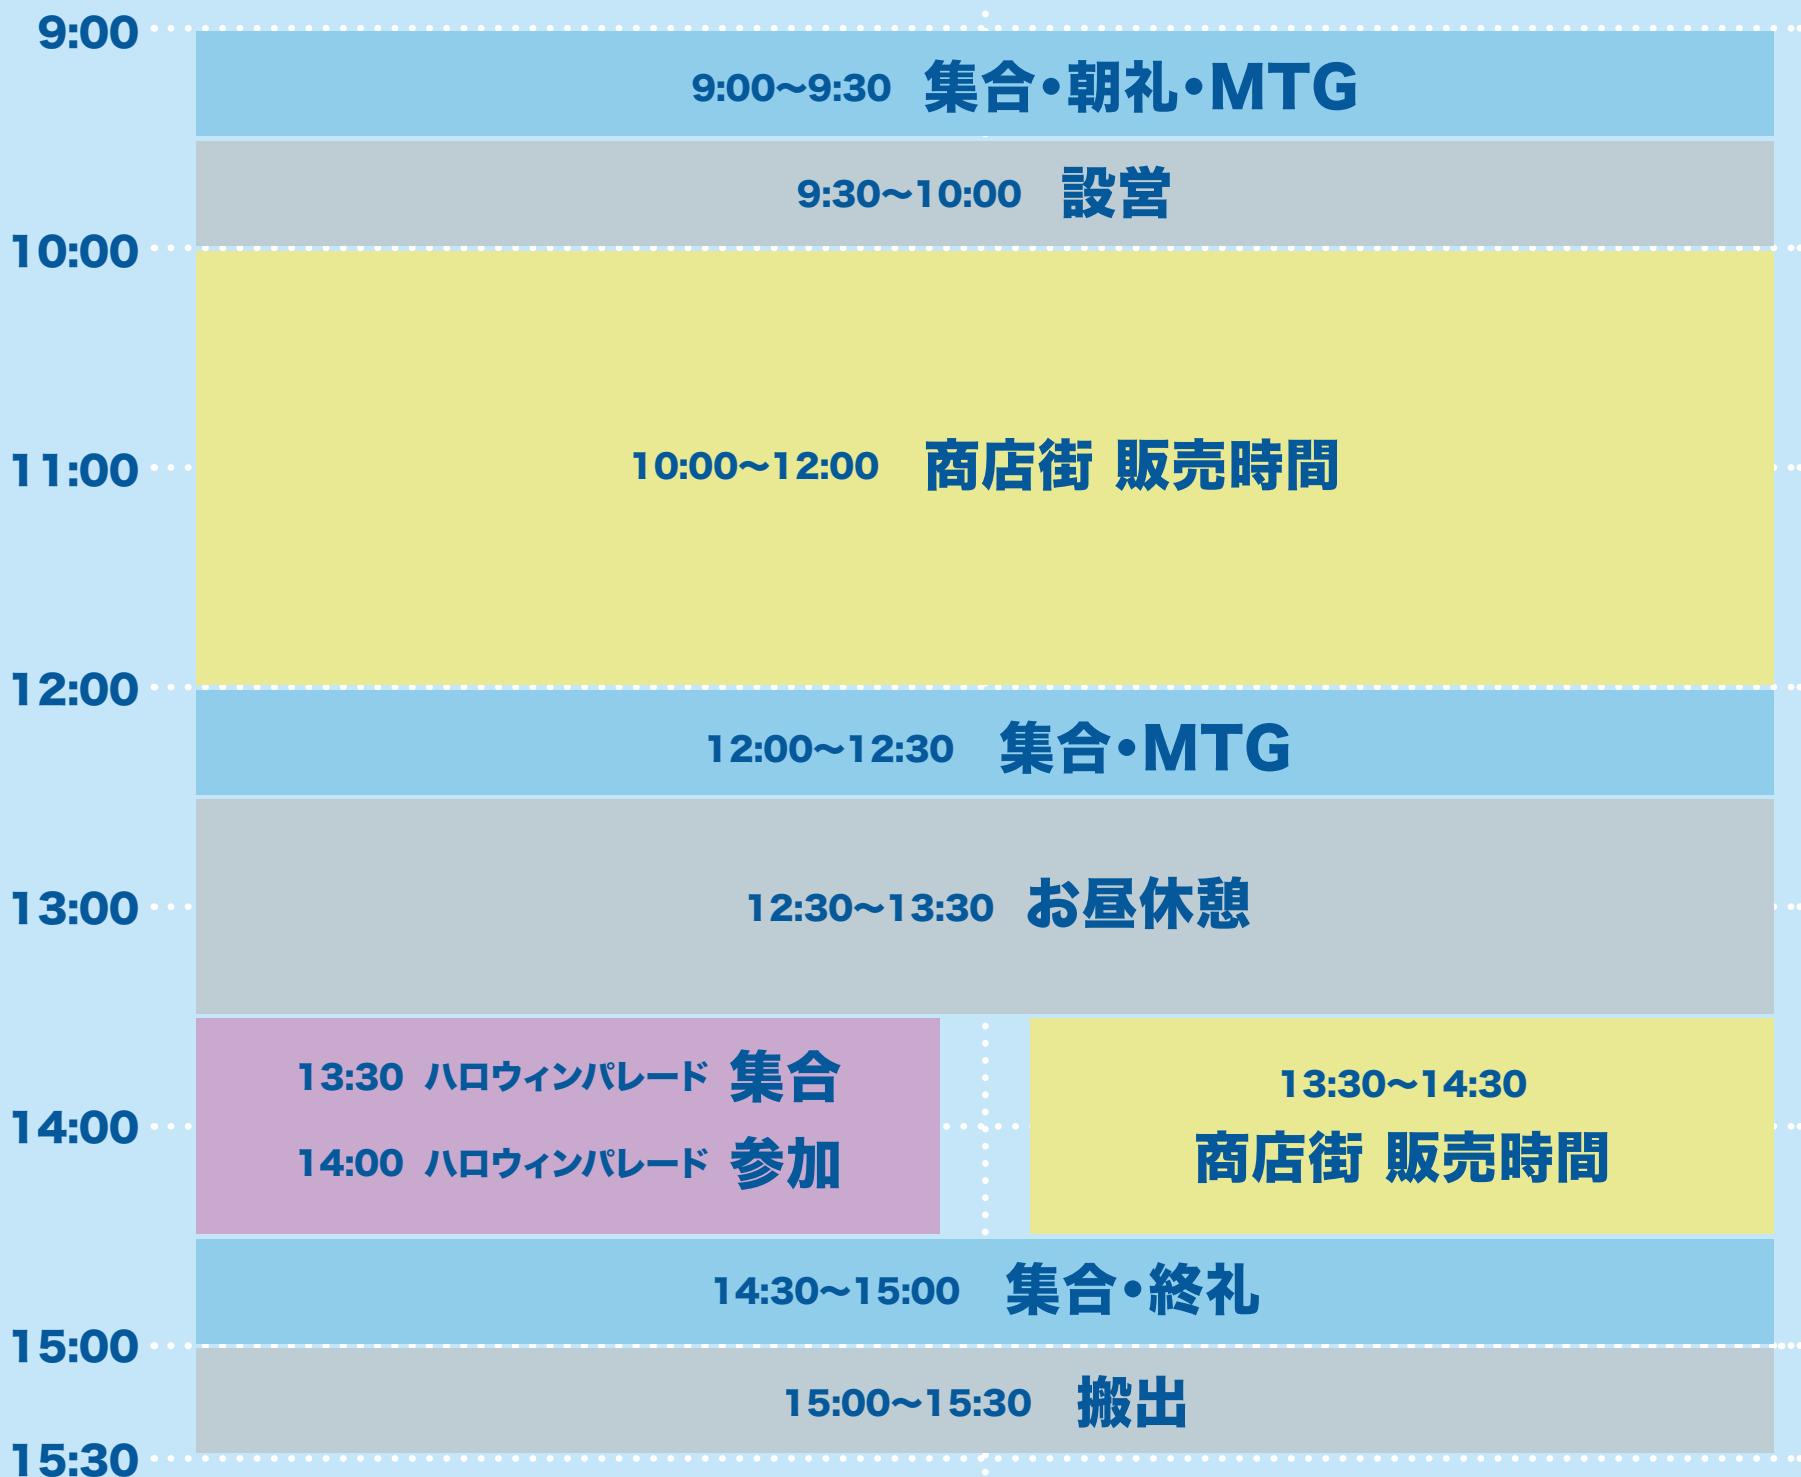 9:00
9:00〜9:30 集合・朝礼・MTG
9:30〜10:00 設営
10:00
11:00
10:00〜12:00 商店街 販売時間
12:00
12:00〜12:30 集合・MTG
13:00
12:30〜13:30 お昼休憩
13:30 ハロウィンパレード 集合
14:00
14:00 ハロウィンパレード 参加
13:30〜14:30
商店街 販売時間
14:30〜15:00 集合・終礼
15:00
15:00〜15:30 搬出
15:30